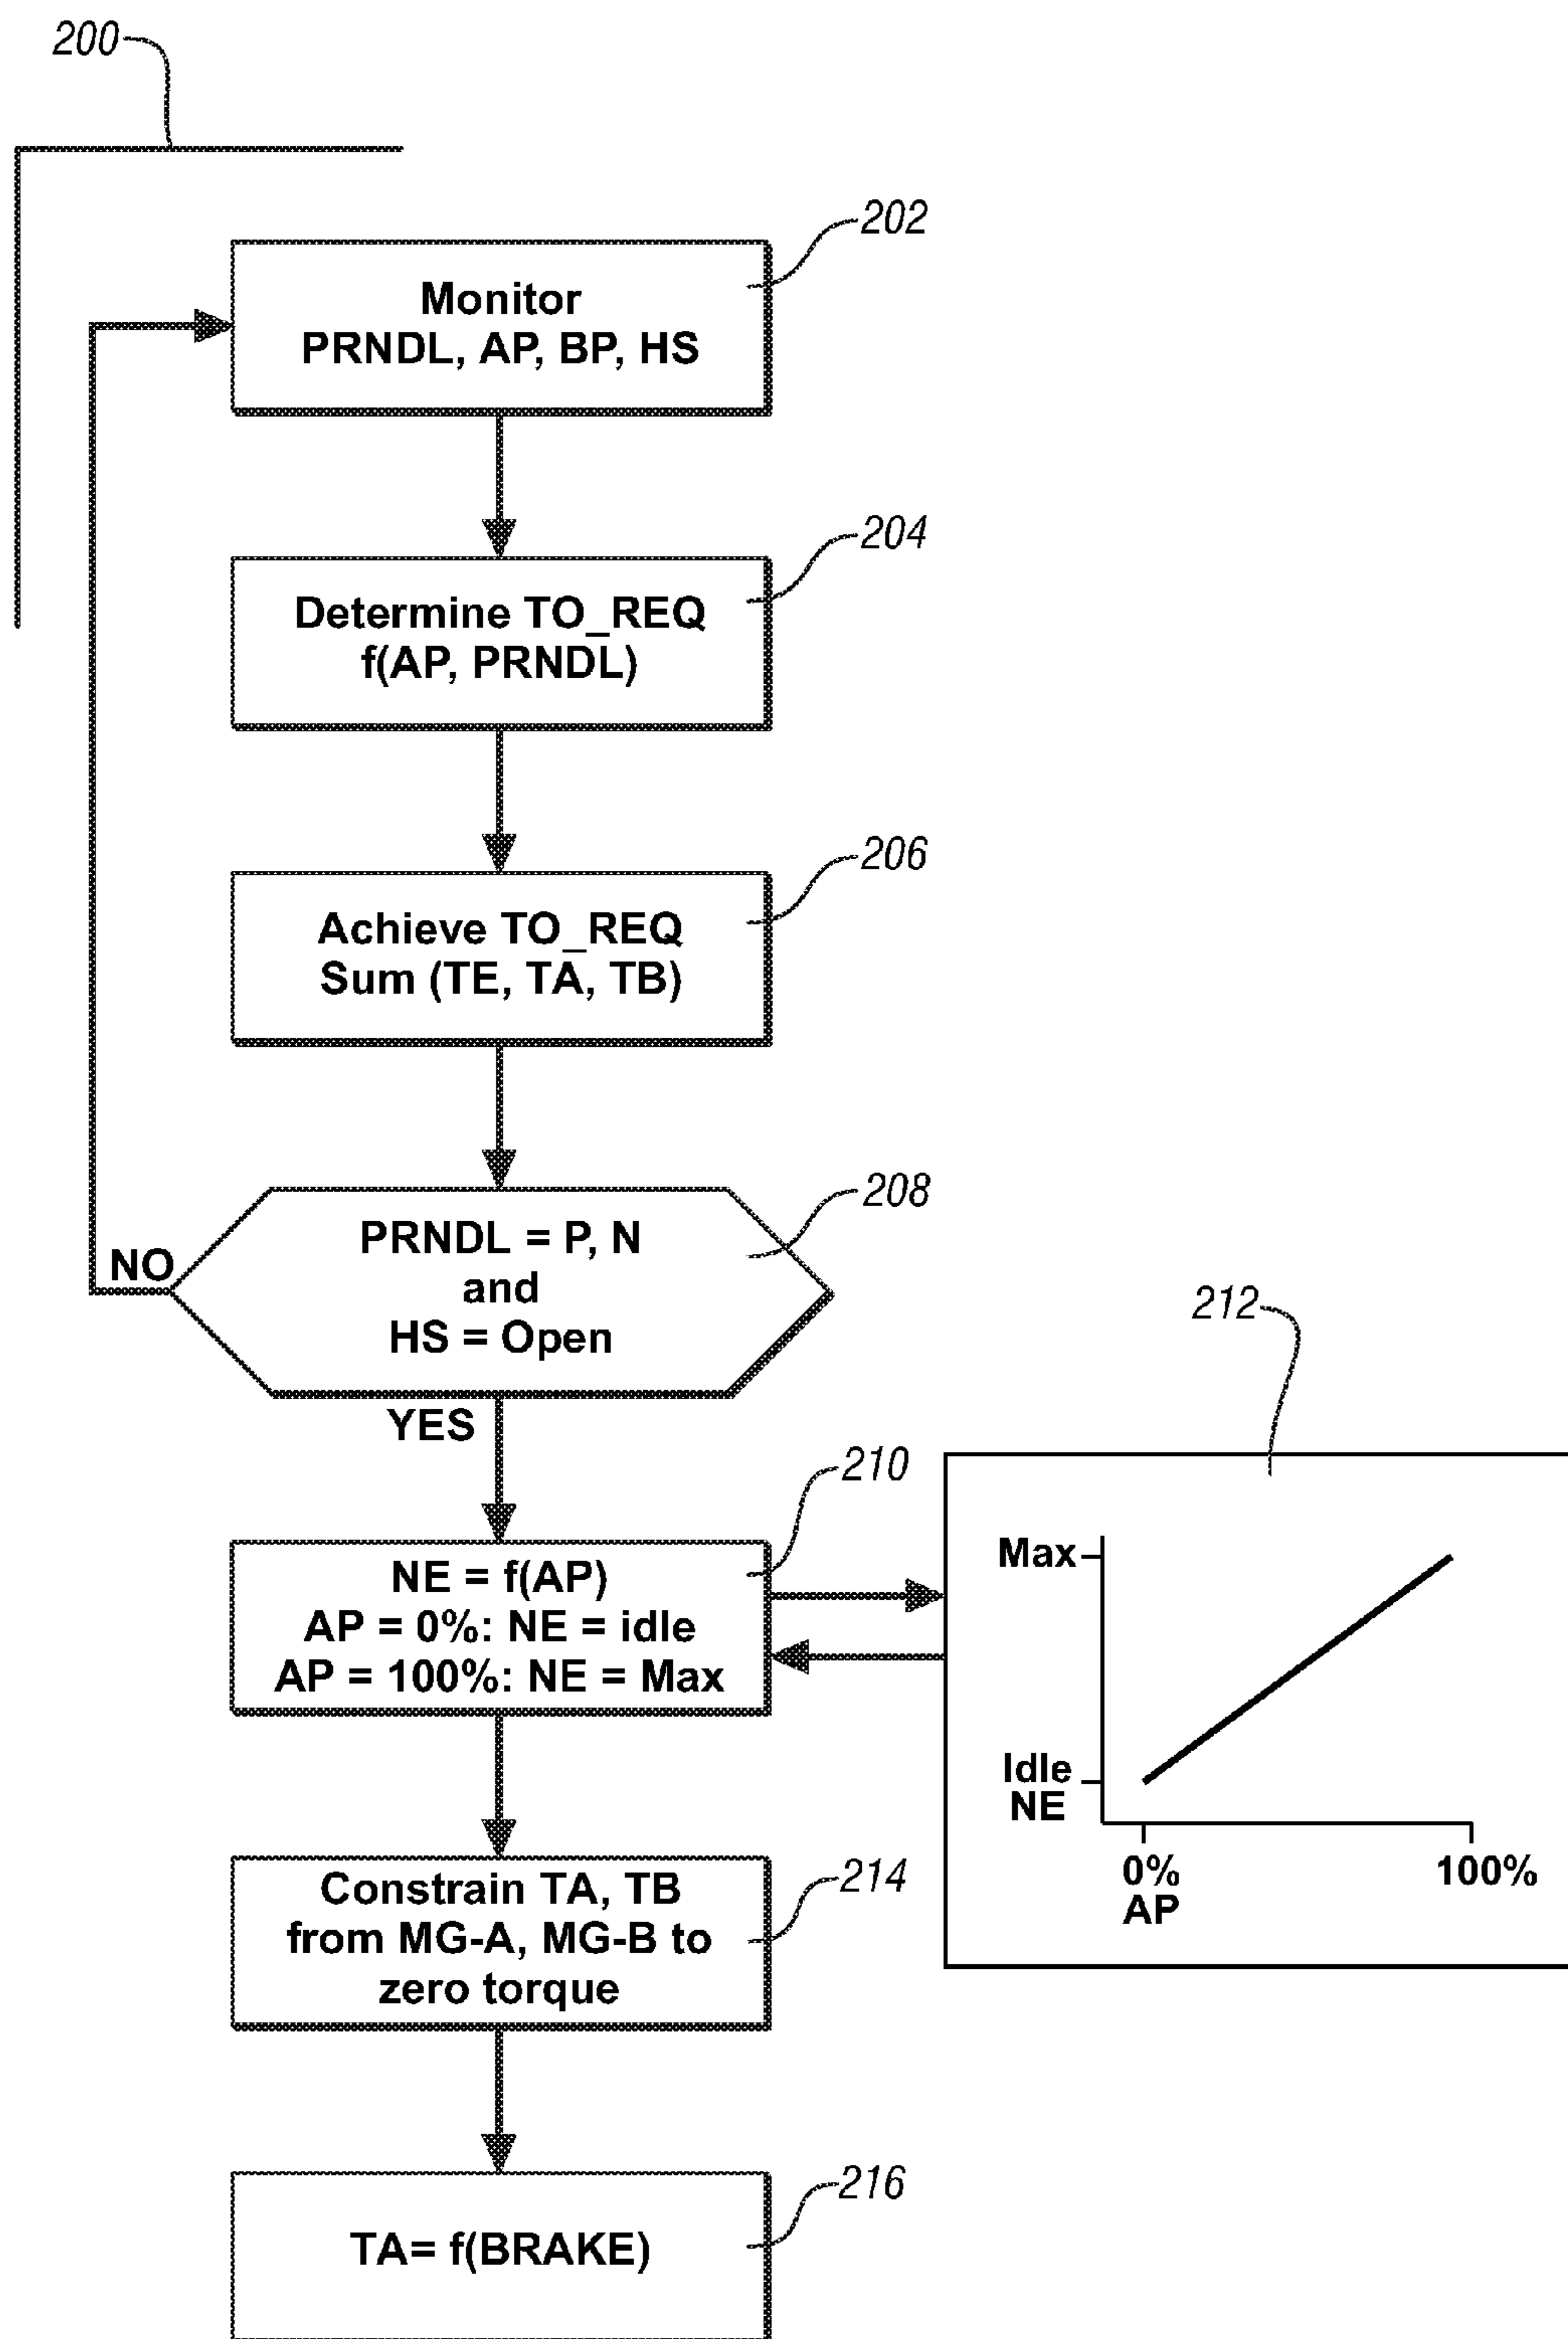 200
202
Monitor
PRNDL, AP, BP, HS
204
Determine TO_REQ
f(AP, PRNDL)
206
Achieve TO_REQ
Sum (TE, TA, TB)
208
PRNDL = P, N
and
HS = Open
NO
YES
210
NE = f(AP)
AP = 0%: NE = idle
AP = 100%: NE = Max
212
Max
Idle
NE
0%
100%
AP
214
Constrain TA, TB
from MG-A, MG-B to
zero torque
216
TA= f(BRAKE)